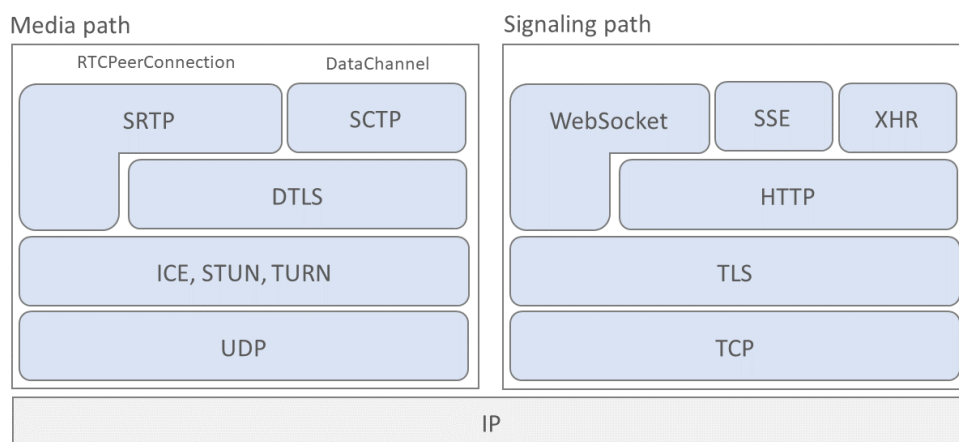 Media path
RTCPeerConnection
DataChannel
SRTP
SCTP
DTLS
ICE, STUN, TURN
UDP
Signaling path
WebSocket
SSE
XHR
HTTP
TLS
TCP
IP